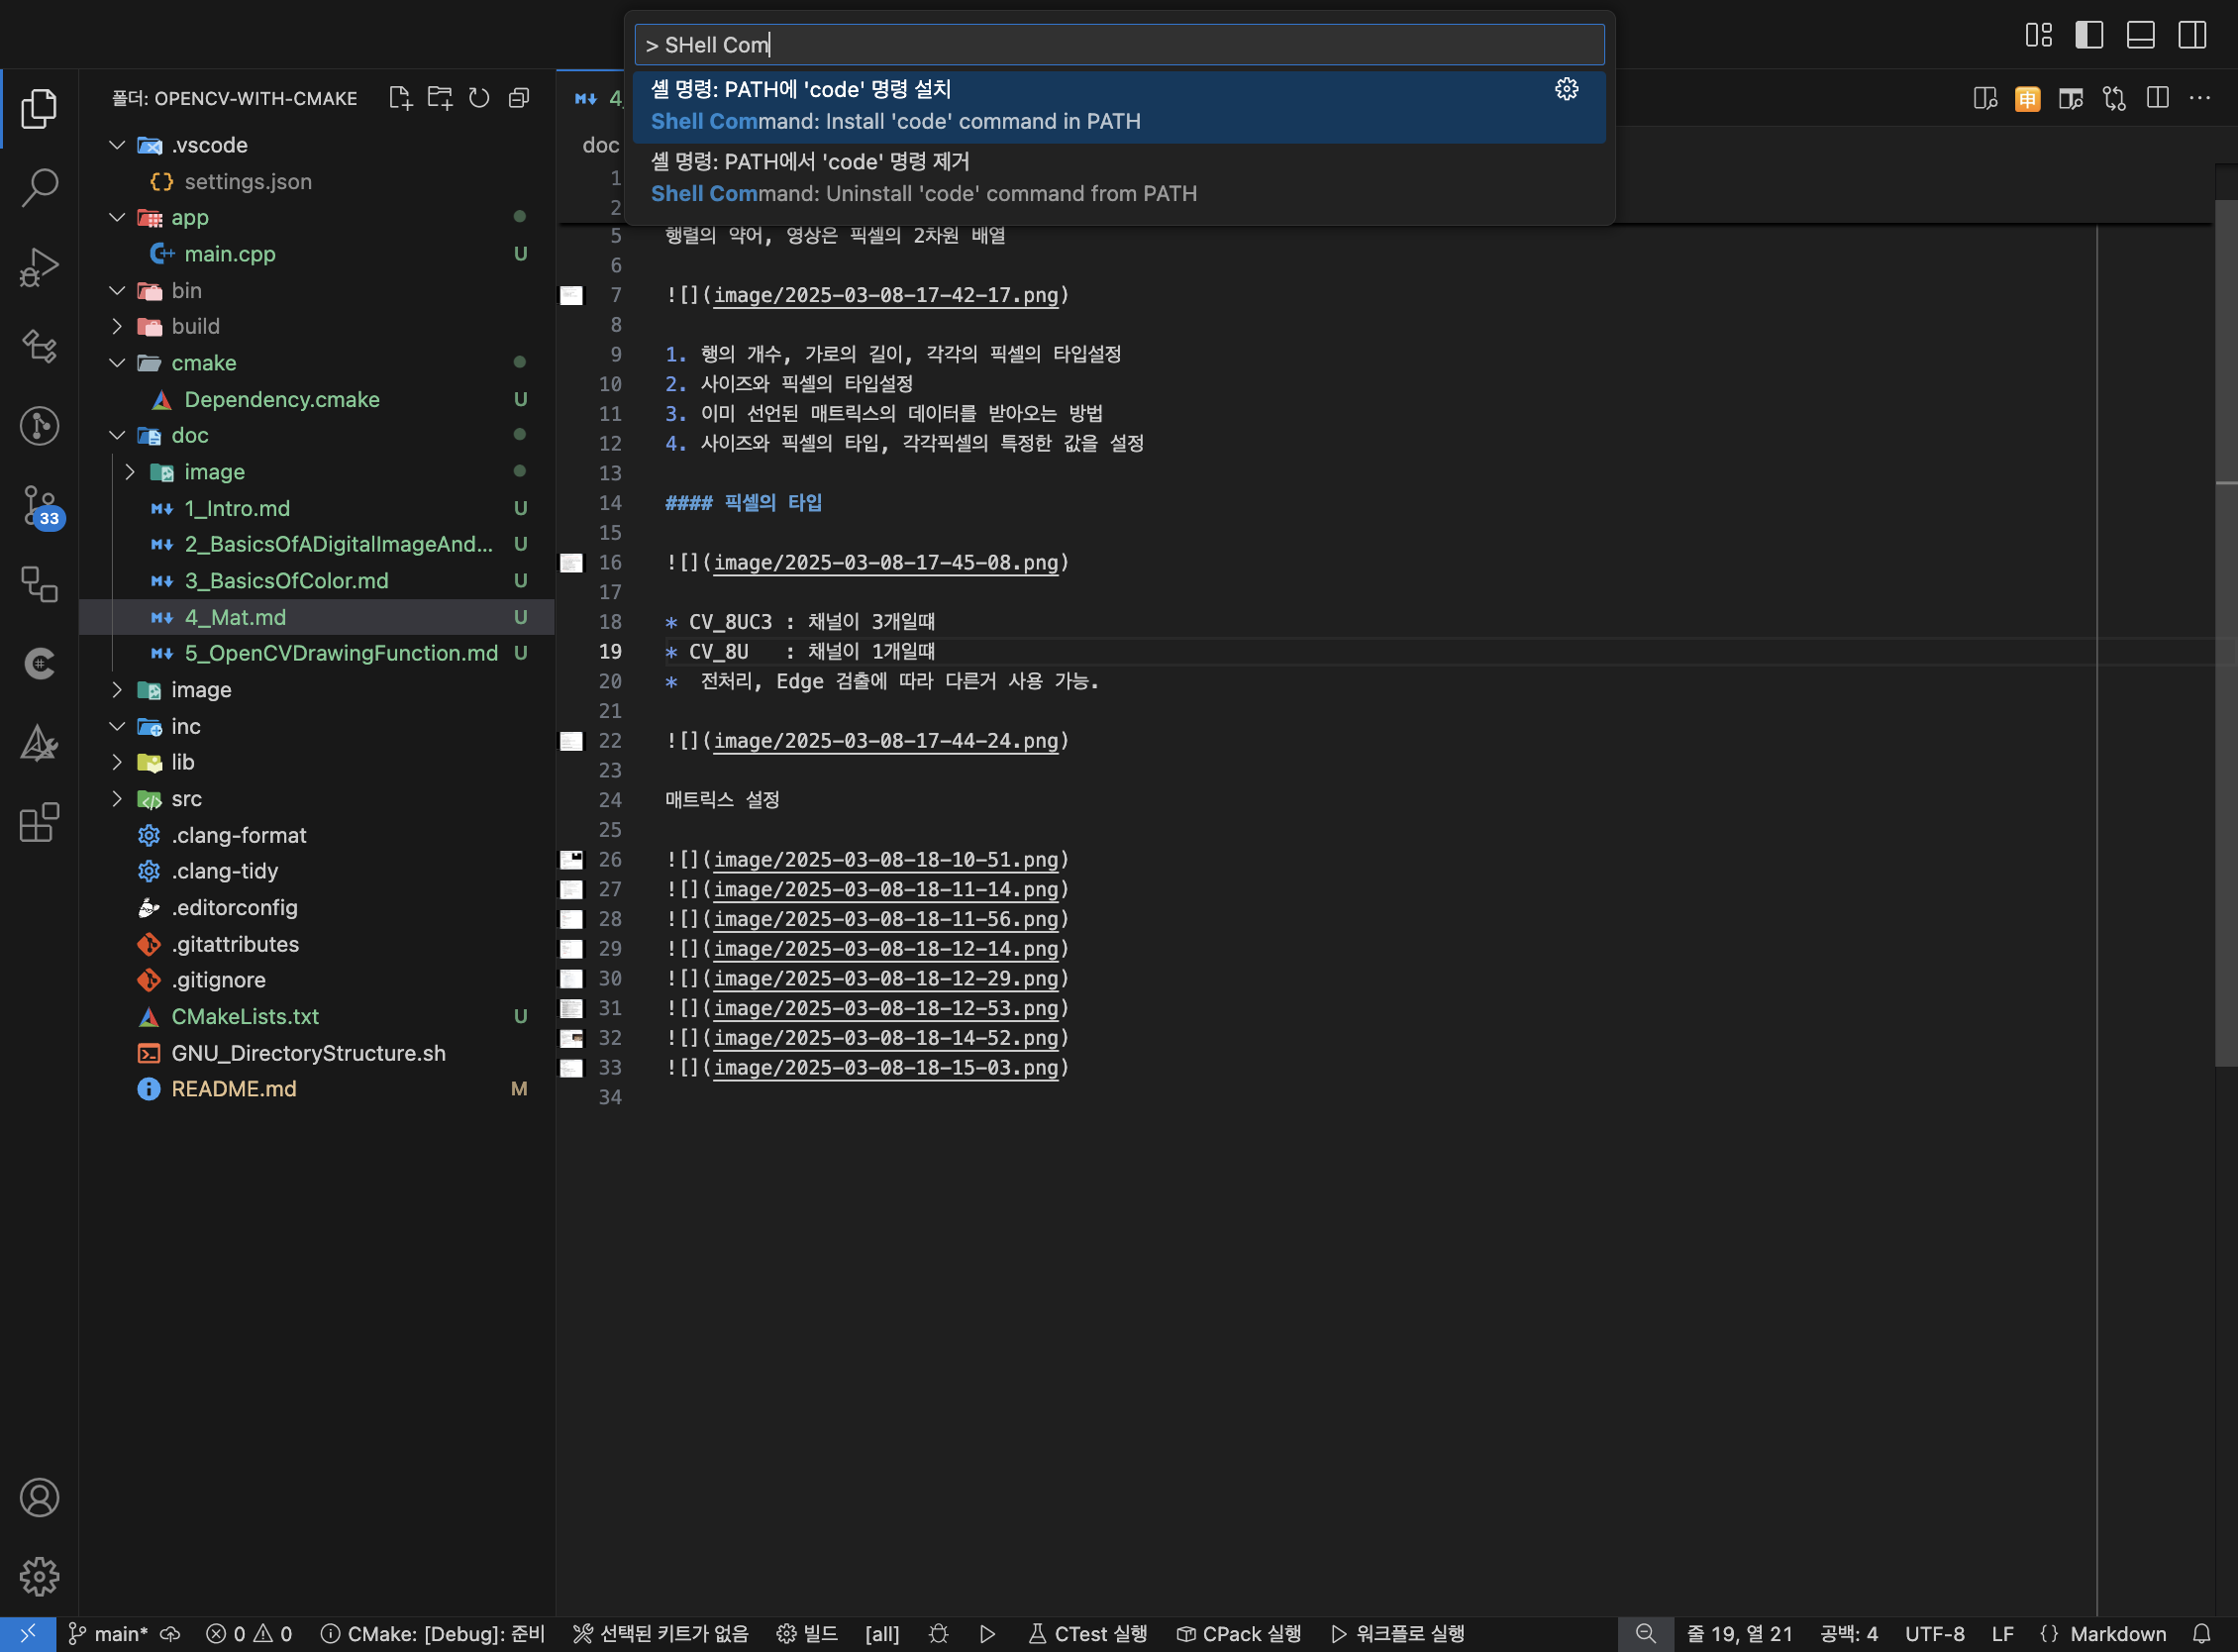 > SHell Com
셸 명령: PATH에 'code' 명령 설치
Shell Command: Install 'code' command in PATH
셸 명령: PATH에서 'code' 명령 제거
Shell Command: Uninstall 'code' command from PATH
폴더: OPENCV-WITH-CMAKE
.vscode
settings.json
app
main.cpp U
bin
build
cmake
Dependency.cmake U
doc
image
1_Intro.md U
2_BasicsOfADigitalImageAnd... U
3_BasicsOfColor.md U
4_Mat.md U
5_OpenCVDrawingFunction.md U
image
inc
lib
src
.clang-format
.clang-tidy
.editorconfig
.gitattributes
.gitignore
CMakeLists.txt U
GNU_DirectoryStructure.sh
README.md M
33
4_
doc
1
2
5 행렬의 약어, 영상은 픽셀의 2차원 배열
6
7 ![](image/2025-03-08-17-42-17.png)
8
9 1. 행의 개수, 가로의 길이, 각각의 픽셀의 타입설정
10 2. 사이즈와 픽셀의 타입설정
11 3. 이미 선언된 매트릭스의 데이터를 받아오는 방법
12 4. 사이즈와 픽셀의 타입, 각각픽셀의 특정한 값을 설정
13
14 #### 픽셀의 타입
15
16 ![](image/2025-03-08-17-45-08.png)
17
18 * CV_8UC3 : 채널이 3개일떄
19 * CV_8U : 채널이 1개일떄
20 * 전처리, Edge 검출에 따라 다른거 사용 가능.
21
22 ![](image/2025-03-08-17-44-24.png)
23
24 매트릭스 설정
25
26 ![](image/2025-03-08-18-10-51.png)
27 ![](image/2025-03-08-18-11-14.png)
28 ![](image/2025-03-08-18-11-56.png)
29 ![](image/2025-03-08-18-12-14.png)
30 ![](image/2025-03-08-18-12-29.png)
31 ![](image/2025-03-08-18-12-53.png)
32 ![](image/2025-03-08-18-14-52.png)
33 ![](image/2025-03-08-18-15-03.png)
34
main* 0 0 CMake: [Debug]: 준비 선택된 키트가 없음 빌드 [all] CTest 실행 CPack 실행 워크플로 실행 줄 19, 열 21 공백: 4 UTF-8 LF {} Markdown